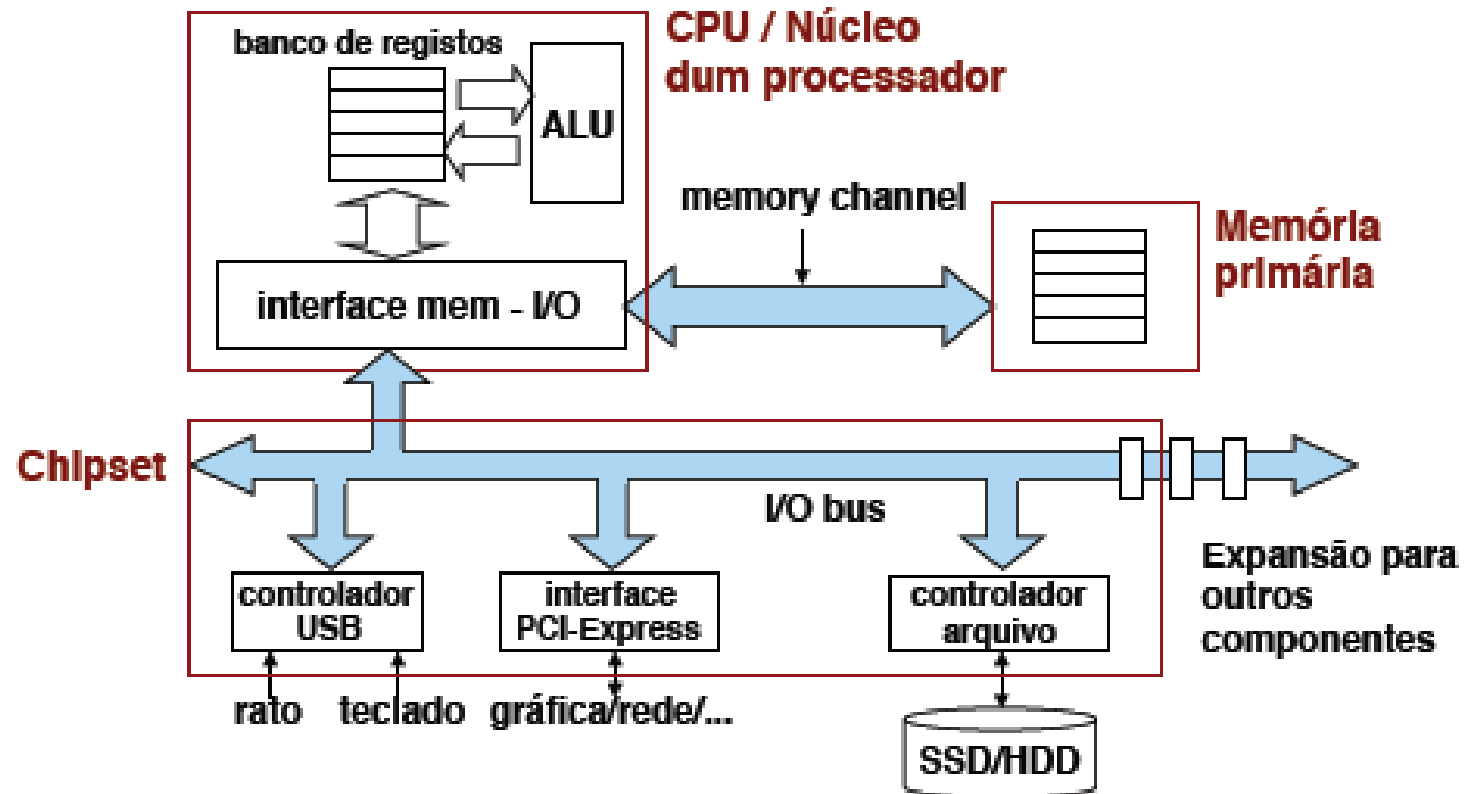 CPU / Núcleo
dum processador
banco de registos
ALU
memory channel
Memória
primária
interface mem - I/O
Chipset
I/O bus
Expansão para
outros
componentes
controlador
USB
interface
PCI-Express
controlador
arquivo
rato
teclado
gráfica/rede/...
SSD/HDD